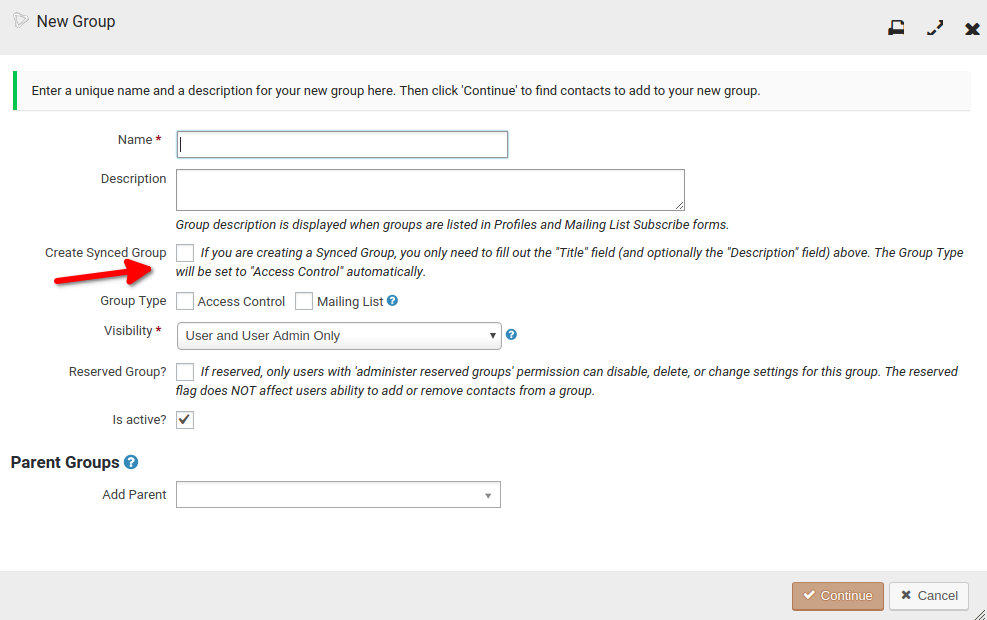 New Group
Enter a unique name and a description for your new group here. Then click 'Continue' to find contacts to add to your new group.
Name *
Description
Group description is displayed when groups are listed in Profiles and Mailing List Subscribe forms.
Create Synced Group If you are creating a Synced Group, you only need to fill out the "Title" field (and optionally the "Description" field) above. The Group Type
will be set to "Access Control" automatically.
Group Type Access Control Mailing List ?
Visibility * User and User Admin Only ?
Reserved Group? If reserved, only users with 'administer reserved groups' permission can disable, delete, or change settings for this group. The reserved
flag does NOT affect users ability to add or remove contacts from a group.
Is active?
Parent Groups ?
Add Parent
Continue Cancel